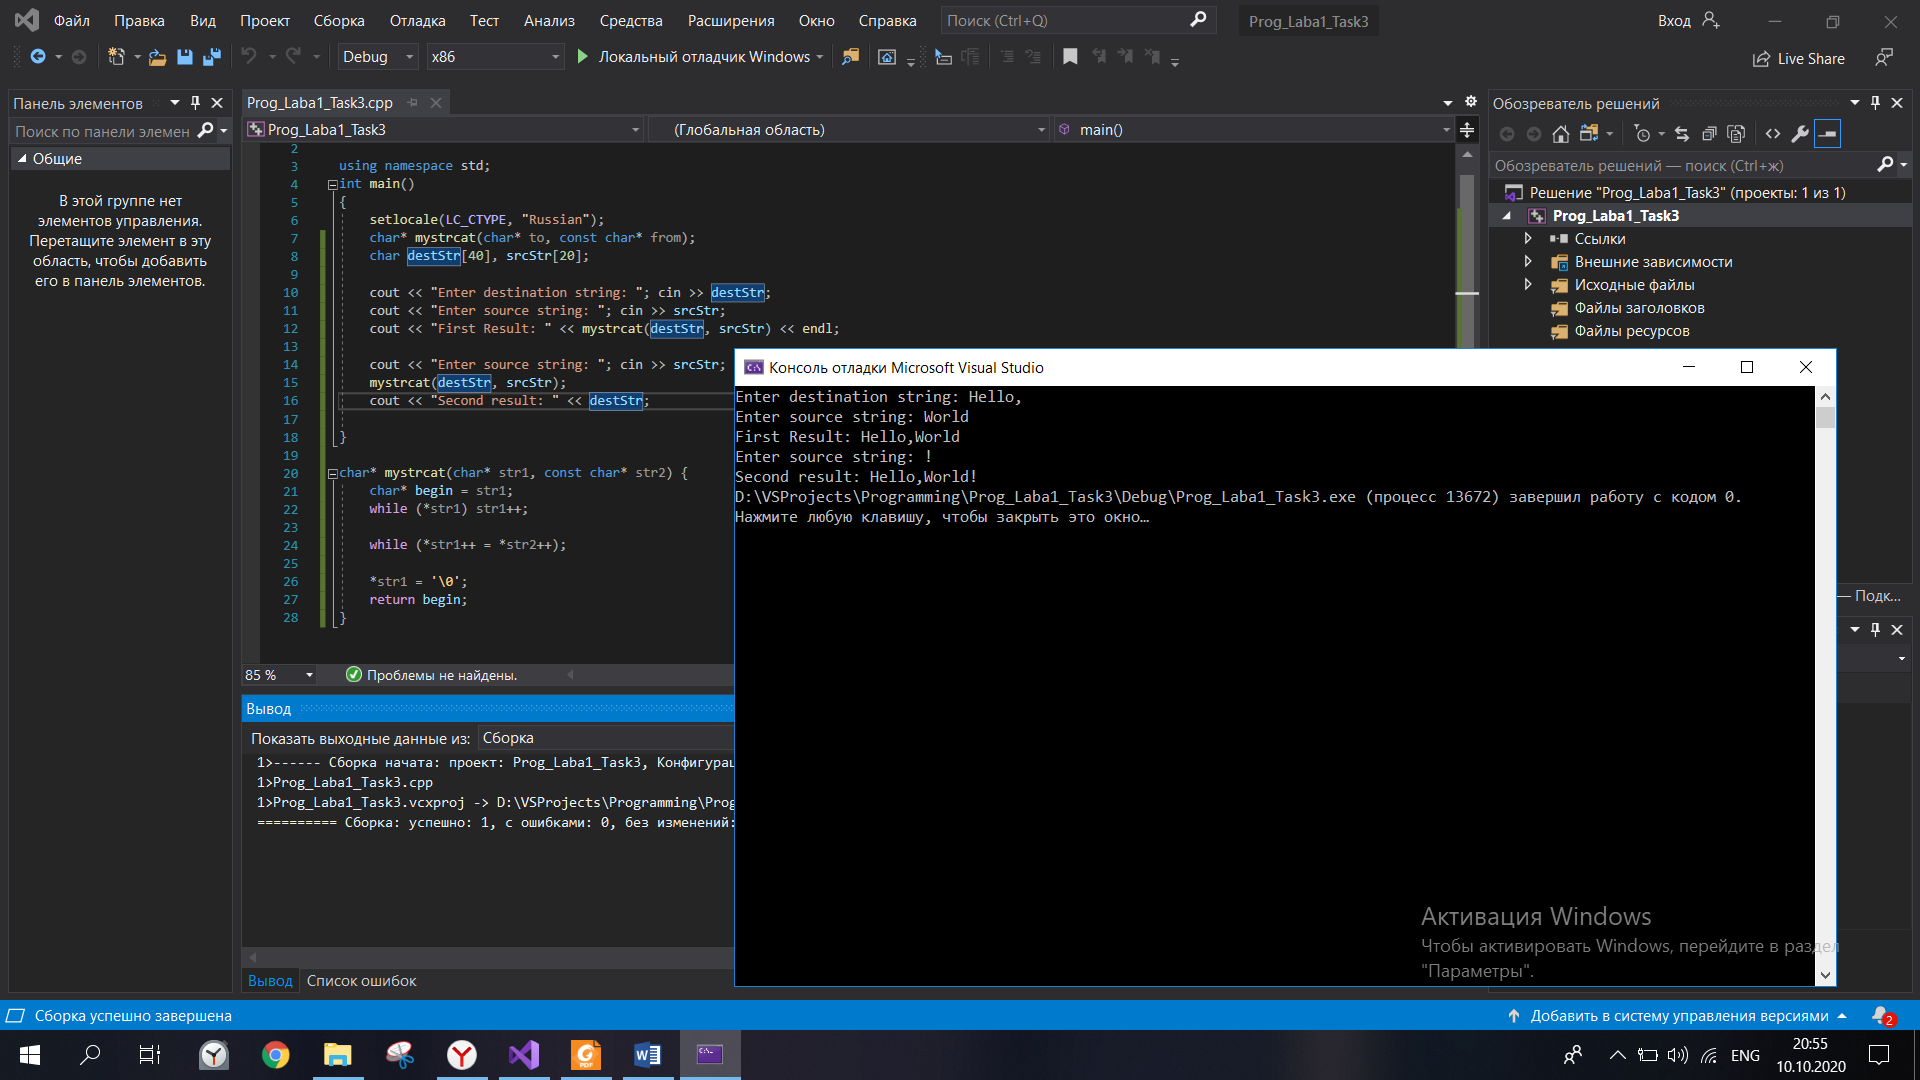 Файл Правка Вид Проект Сборка Отладка Тест Анализ Средства Расширения Окно Справка Поиск (Ctrl+Q) Prog_Laba1_Task3 Вход
Debug x86 Локальный отладчик Windows Live Share
Панель элементов
Поиск по панели элемен
Общие
В этой группе нет
элементов управления.
Перетащите элемент в эту
область, чтобы добавить
его в панель элементов.
Prog_Laba1_Task3.cpp
Prog_Laba1_Task3 (Глобальная область) main()
2
3 using namespace std;
4 int main()
5 {
6 setlocale(LC_CTYPE, "Russian");
7 char* mystrcat(char* to, const char* from);
8 char destStr[40], srcStr[20];
9
10 cout << "Enter destination string: "; cin >> destStr;
11 cout << "Enter source string: "; cin >> srcStr;
12 cout << "First Result: " << mystrcat(destStr, srcStr) << endl;
13
14 cout << "Enter source string: "; cin >> srcStr;
15 mystrcat(destStr, srcStr);
16 cout << "Second result: " << destStr;
17
18 }
19
20 char* mystrcat(char* str1, const char* str2) {
21 char* begin = str1;
22 while (*str1) str1++;
23
24 while (*str1++ = *str2++);
25
26 *str1 = '\0';
27 return begin;
28 }
85 % Проблемы не найдены.
Вывод
Показать выходные данные из: Сборка
1>------ Сборка начата: проект: Prog_Laba1_Task3, Конфигурац
1>Prog_Laba1_Task3.cpp
1>Prog_Laba1_Task3.vcxproj -> D:\VSProjects\Programming\Prog
========== Сборка: успешно: 1, с ошибками: 0, без изменений:
Вывод Список ошибок
Консоль отладки Microsoft Visual Studio
Enter destination string: Hello,
Enter source string: World
First Result: Hello,World
Enter source string: !
Second result: Hello,World!
D:\VSProjects\Programming\Prog_Laba1_Task3\Debug\Prog_Laba1_Task3.exe (процесс 13672) завершил работу с кодом 0.
Нажмите любую клавишу, чтобы закрыть это окно…
Обозреватель решений
Обозреватель решений — поиск (Ctrl+ж)
Решение "Prog_Laba1_Task3" (проекты: 1 из 1)
Prog_Laba1_Task3
Ссылки
Внешние зависимости
Исходные файлы
Файлы заголовков
Файлы ресурсов
— Подк...
Активация Windows
Чтобы активировать Windows, перейдите в раздел
"Параметры".
Сборка успешно завершена Добавить в систему управления версиями 2
ENG 20:55
10.10.2020